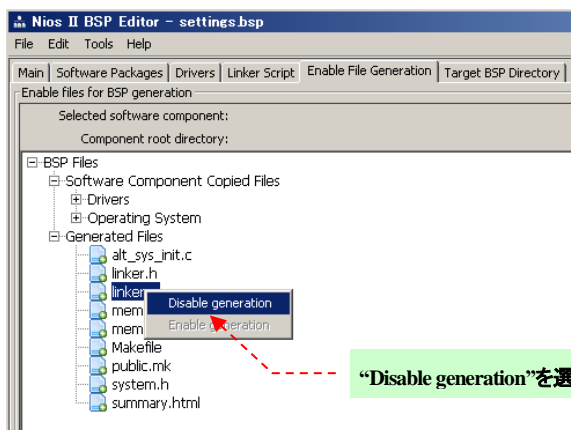 Nios II BSP Editor - settings.bsp
File Edit Tools Help
Main Software Packages Drivers Linker Script Enable File Generation Target BSP Directory
Enable files for BSP generation
Selected software component:
Component root directory:
BSP Files
Software Component Copied Files
Drivers
Operating System
Generated Files
alt_sys_init.c
linker.h
linker
Disable generation
mem
Enable generation
mem
Makefile
public.mk
system.h
summary.html
“Disable generation”を選